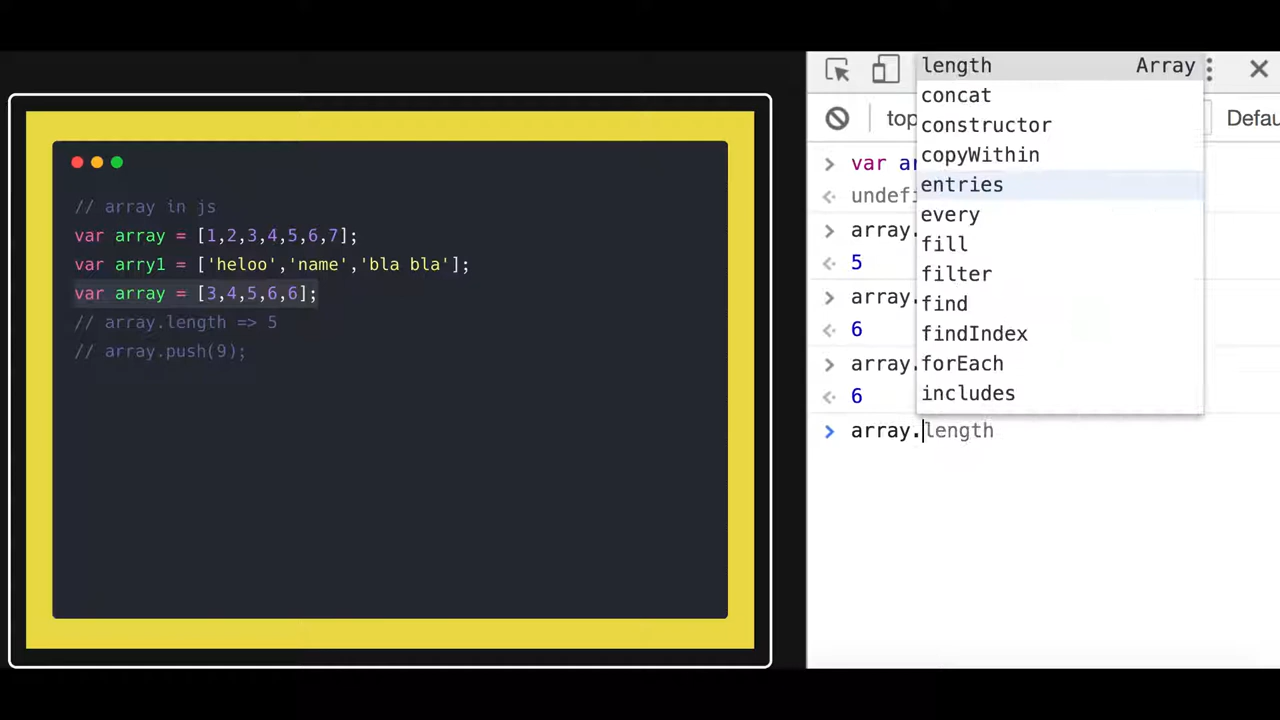 // array in js
var array = [1,2,3,4,5,6,7];
var arry1 = ['heloo','name','bla bla'];
var array = [3,4,5,6,6];
// array.length => 5
// array.push(9);
length Array
concat
constructor
copyWithin
entries
every
fill
filter
find
findIndex
forEach
includes
top
Defau
var ar
undefi
array.
5
array.
6
array.
6
array.length